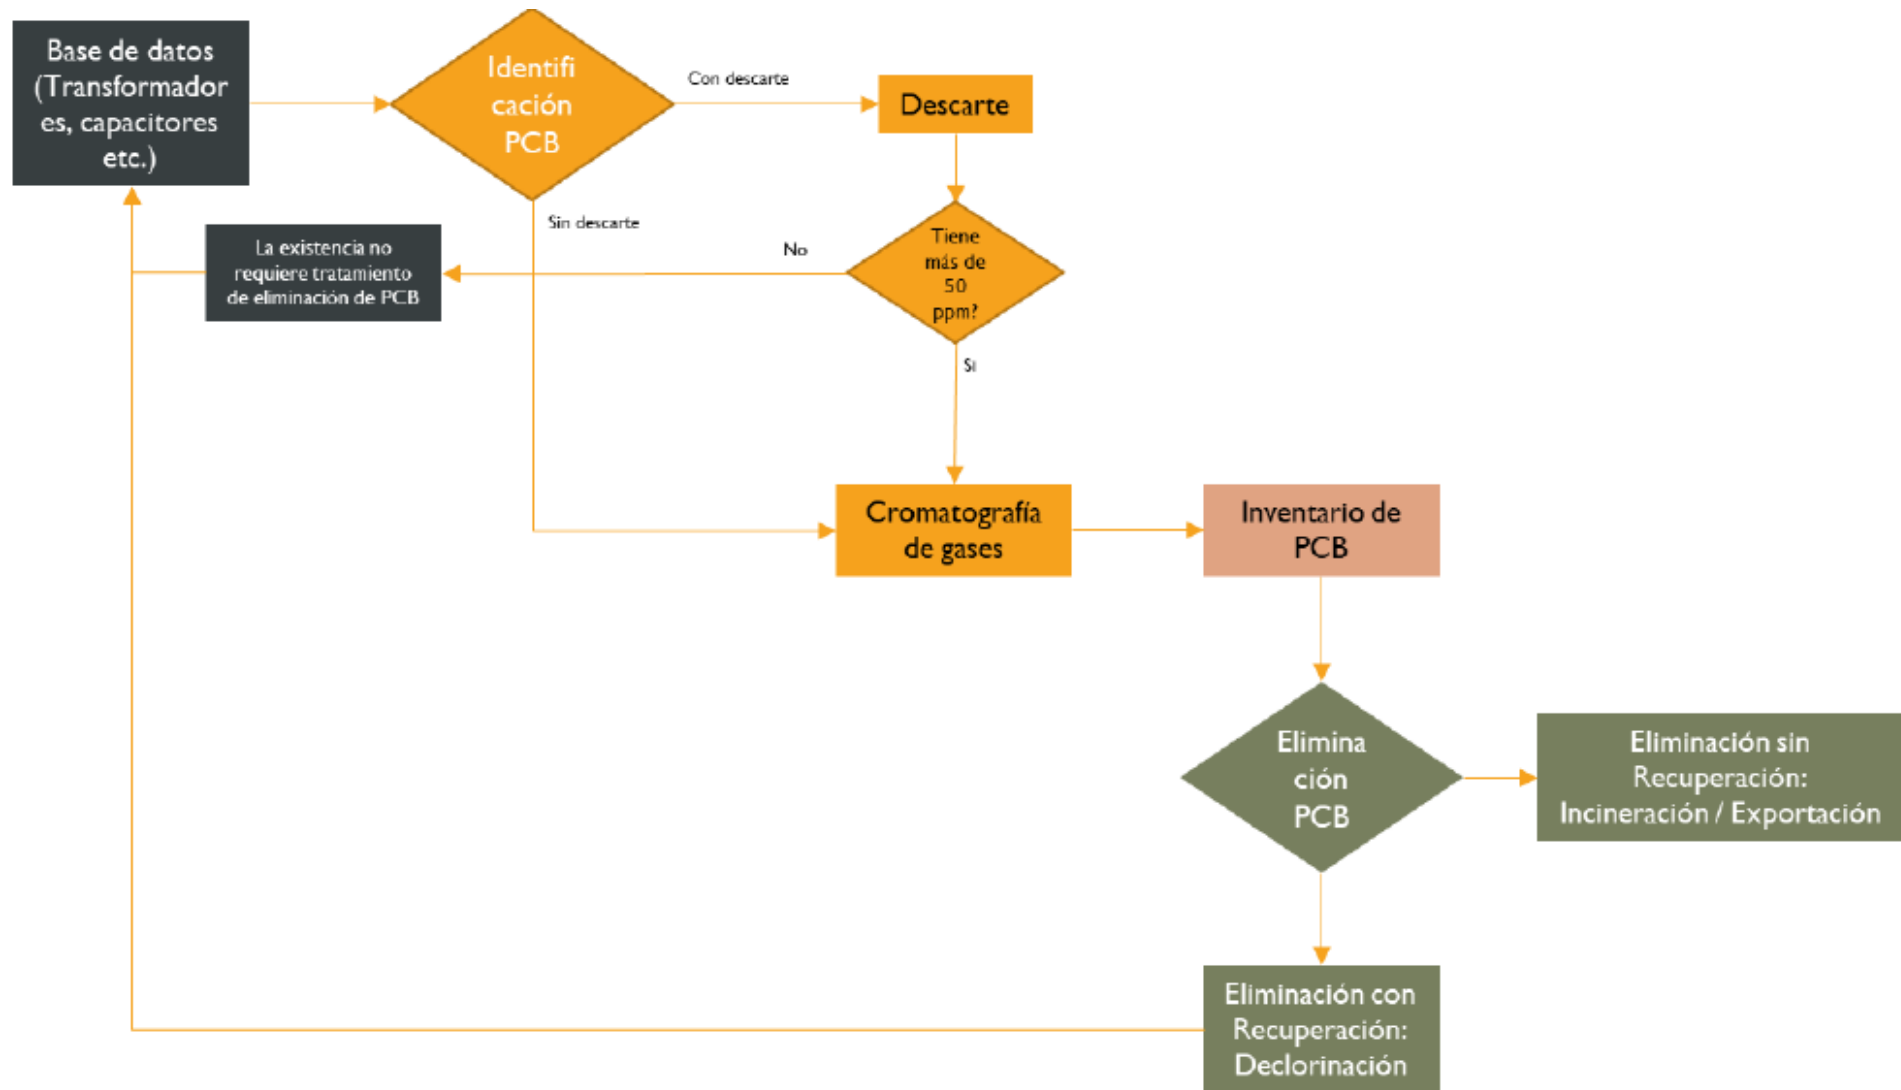 Base de datos
(Transformador
es, capacitores
etc.)
Identifi
cación
PCB
Con descarte
Descarte
Sin descarte
La existencia no
requiere tratamiento
de eliminación de PCB
No
Tiene
más de
50
ppm?
Si
Cromatografía
de gases
Inventario de
PCB
Elimina
ción
PCB
Eliminación sin
Recuperación:
Incineración / Exportación
Eliminación con
Recuperación:
Declorinación